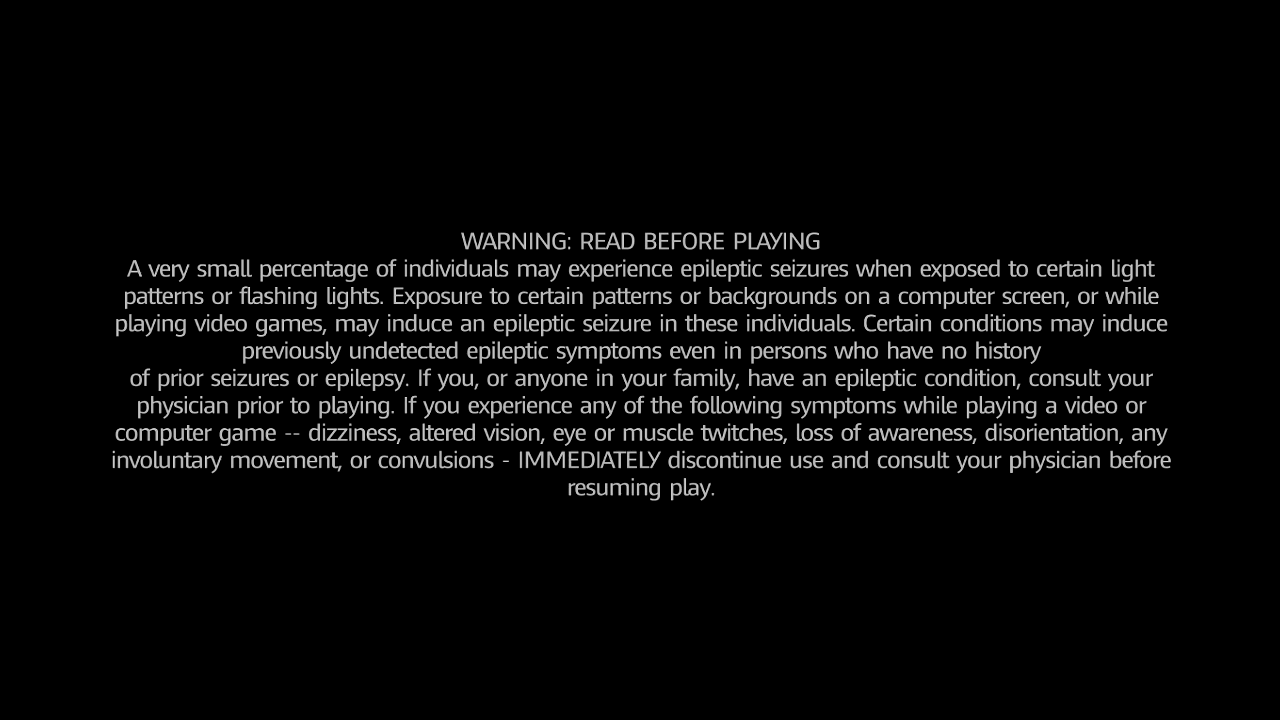 WARNING: READ BEFORE PLAYING
A very small percentage of individuals may experience epileptic seizures when exposed to certain light
patterns or flashing lights. Exposure to certain patterns or backgrounds on a computer screen, or while
playing video games, may induce an epileptic seizure in these individuals. Certain conditions may induce
previously undetected epileptic symptoms even in persons who have no history
of prior seizures or epilepsy. If you, or anyone in your family, have an epileptic condition, consult your
physician prior to playing. If you experience any of the following symptoms while playing a video or
computer game -- dizziness, altered vision, eye or muscle twitches, loss of awareness, disorientation, any
involuntary movement, or convulsions - IMMEDIATELY discontinue use and consult your physician before
resuming play.